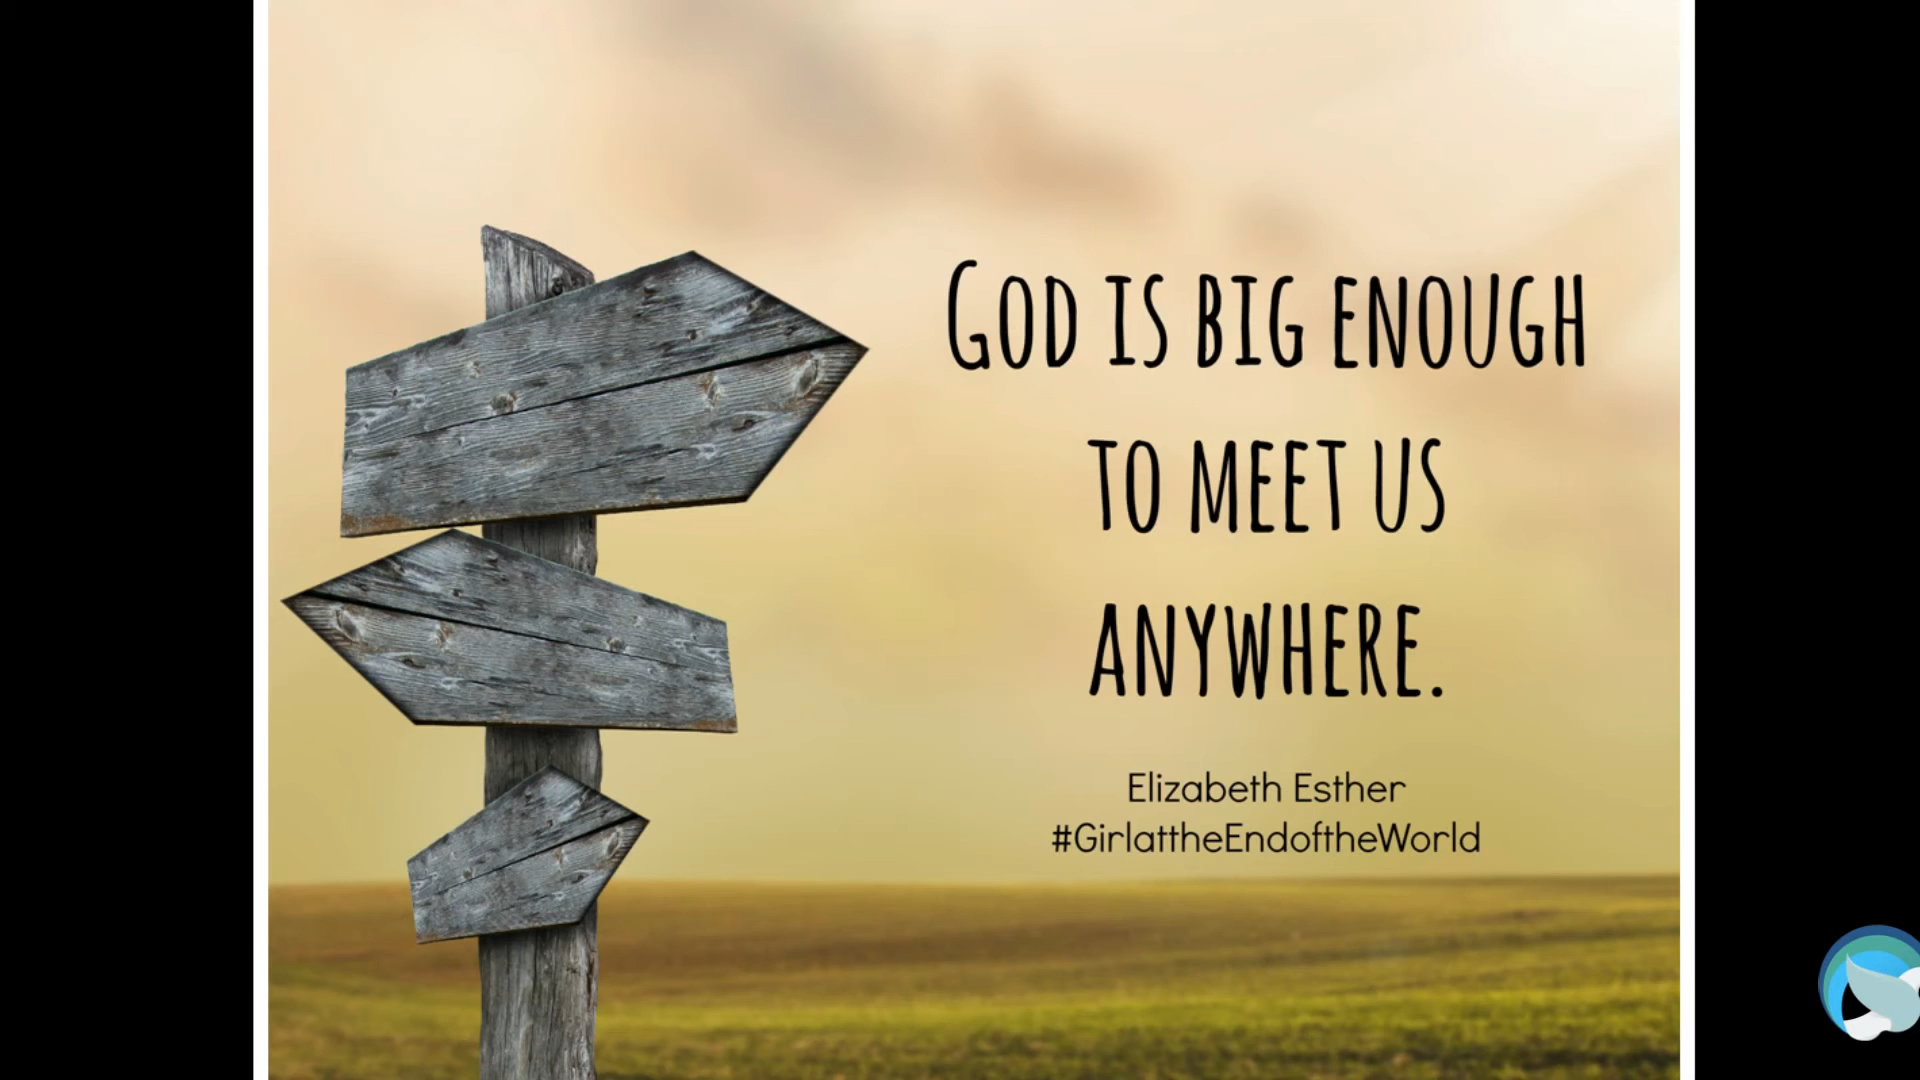 God is big enough
to meet us
anywhere.
Elizabeth Esther
#GirlattheEndoftheWorld